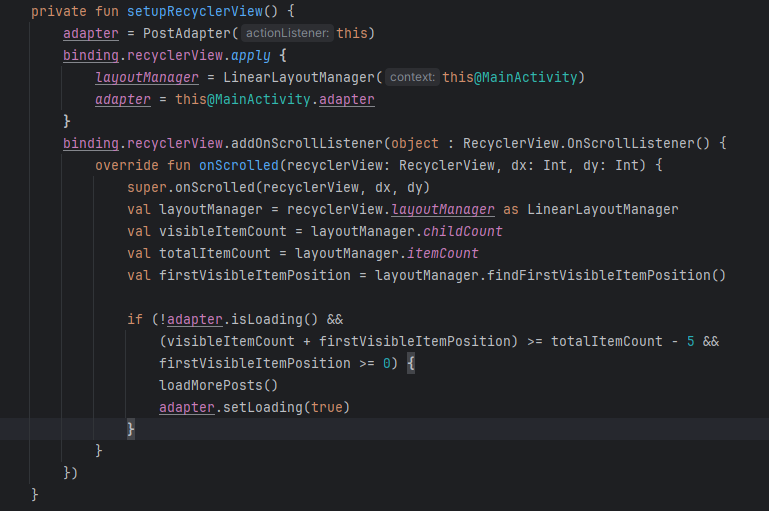 private fun setupRecyclerView() {
adapter = PostAdapter( actionListener: this)
binding.recyclerView.apply {
layoutManager = LinearLayoutManager( context: this@MainActivity)
adapter = this@MainActivity.adapter
}
binding.recyclerView.addOnScrollListener(object : RecyclerView.OnScrollListener() {
override fun onScrolled(recyclerView: RecyclerView, dx: Int, dy: Int) {
super.onScrolled(recyclerView, dx, dy)
val layoutManager = recyclerView.layoutManager as LinearLayoutManager
val visibleItemCount = layoutManager.childCount
val totalItemCount = layoutManager.itemCount
val firstVisibleItemPosition = layoutManager.findFirstVisibleItemPosition()
if (!adapter.isLoading() &&
(visibleItemCount + firstVisibleItemPosition) >= totalItemCount - 5 &&
firstVisibleItemPosition >= 0) {
loadMorePosts()
adapter.setLoading(true)
}
}
})
}